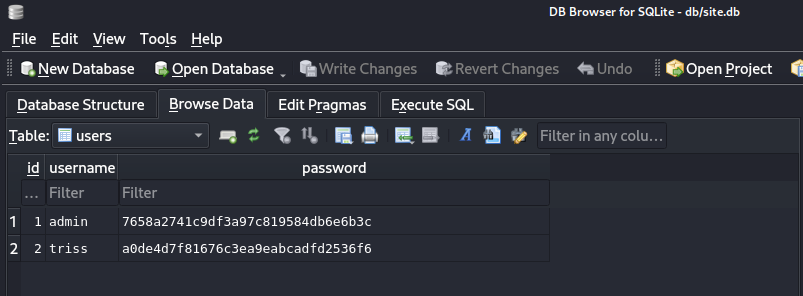 DB Browser for SQLite - db/site.db
File Edit View Tools Help
New Database Open Database Write Changes Revert Changes Undo Open Project
Database Structure Browse Data Edit Pragmas Execute SQL
Table: users Filter in any colu...
id username password
... Filter Filter
1 1 admin 7658a2741c9df3a97c819584db6e6b3c
2 2 triss a0de4d7f81676c3ea9eabcadfd2536f6